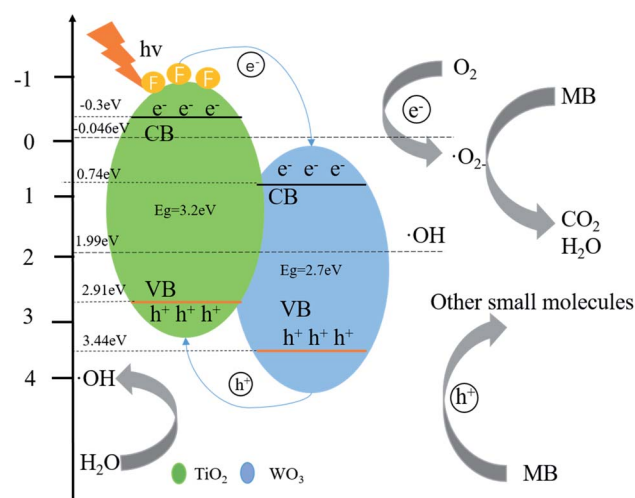 hv
F F F
e⁻
-1
O₂
e⁻
MB
-0.3eV
e⁻ e⁻ e⁻
-0.046eV
CB
0
·O₂-
0.74eV
e⁻ e⁻ e⁻
CB
1
Eg=3.2eV
CO₂
H₂O
·OH
1.99eV
2
Eg=2.7eV
2.91eV
VB
h⁺ h⁺ h⁺
3
VB
h⁺ h⁺ h⁺
Other small molecules
3.44eV
4
·OH
h⁺
h⁺
H₂O
TiO₂
WO₃
MB